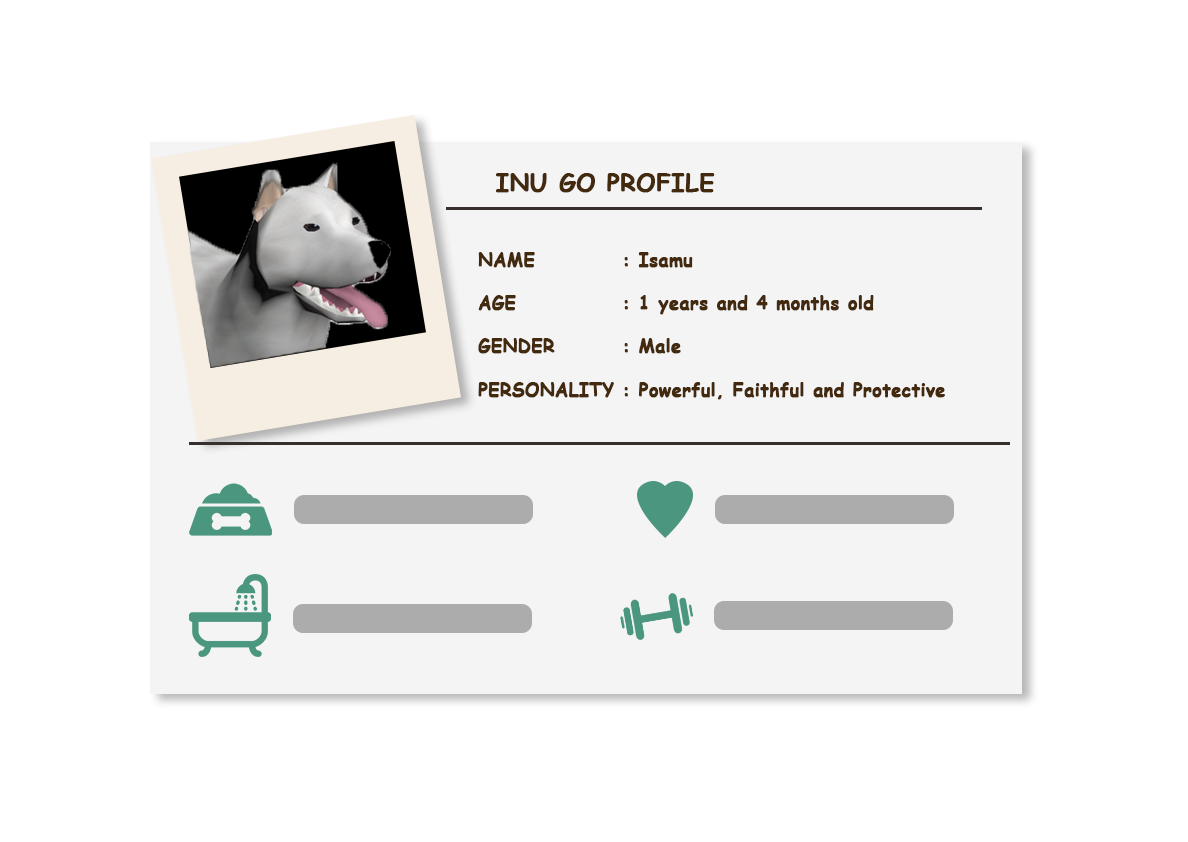 INU GO PROFILE
NAME : Isamu
AGE : 1 years and 4 months old
GENDER : Male
PERSONALITY : Powerful, Faithful and Protective